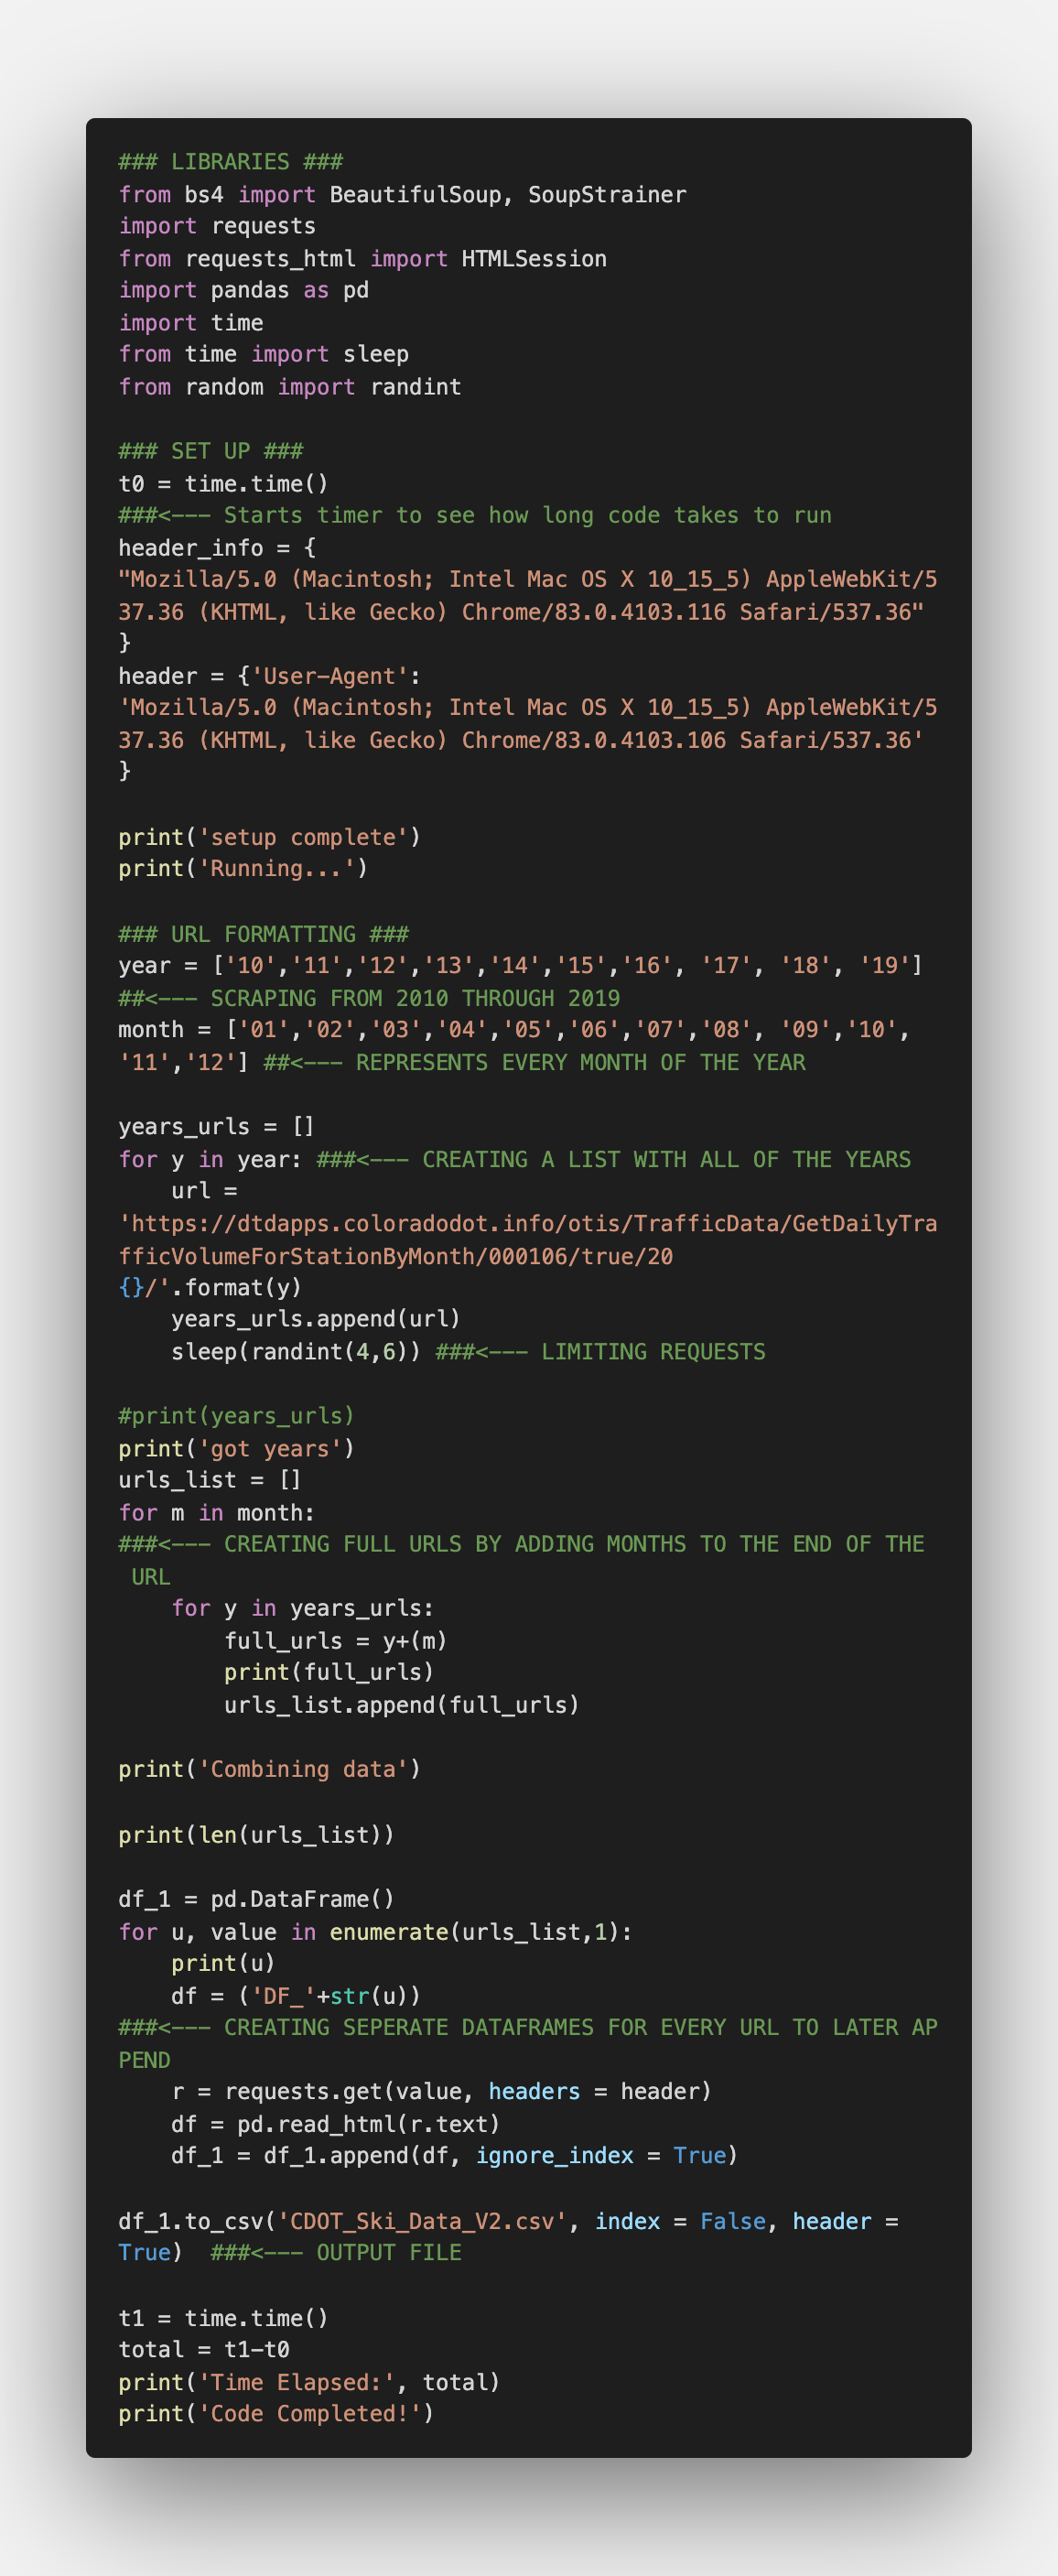 ### LIBRARIES ###
from bs4 import BeautifulSoup, SoupStrainer
import requests
from requests_html import HTMLSession
import pandas as pd
import time
from time import sleep
from random import randint

### SET UP ###
t0 = time.time()
###<--- Starts timer to see how long code takes to run
header_info = {
"Mozilla/5.0 (Macintosh; Intel Mac OS X 10_15_5) AppleWebKit/5
37.36 (KHTML, like Gecko) Chrome/83.0.4103.116 Safari/537.36"
}
header = {'User-Agent':
'Mozilla/5.0 (Macintosh; Intel Mac OS X 10_15_5) AppleWebKit/5
37.36 (KHTML, like Gecko) Chrome/83.0.4103.106 Safari/537.36'
}

print('setup complete')
print('Running...')

### URL FORMATTING ###
year = ['10','11','12','13','14','15','16', '17', '18', '19']
##<--- SCRAPING FROM 2010 THROUGH 2019
month = ['01','02','03','04','05','06','07','08', '09','10',
'11','12'] ##<--- REPRESENTS EVERY MONTH OF THE YEAR

years_urls = []
for y in year: ###<--- CREATING A LIST WITH ALL OF THE YEARS
    url =
'https://dtdapps.coloradodot.info/otis/TrafficData/GetDailyTra
fficVolumeForStationByMonth/000106/true/20
{}/'.format(y)
    years_urls.append(url)
    sleep(randint(4,6)) ###<--- LIMITING REQUESTS

#print(years_urls)
print('got years')
urls_list = []
for m in month:
###<--- CREATING FULL URLS BY ADDING MONTHS TO THE END OF THE
 URL
    for y in years_urls:
        full_urls = y+(m)
        print(full_urls)
        urls_list.append(full_urls)

print('Combining data')

print(len(urls_list))

df_1 = pd.DataFrame()
for u, value in enumerate(urls_list,1):
    print(u)
    df = ('DF_'+str(u))
###<--- CREATING SEPERATE DATAFRAMES FOR EVERY URL TO LATER AP
PEND
    r = requests.get(value, headers = header)
    df = pd.read_html(r.text)
    df_1 = df_1.append(df, ignore_index = True)

df_1.to_csv('CDOT_Ski_Data_V2.csv', index = False, header =
True)  ###<--- OUTPUT FILE

t1 = time.time()
total = t1-t0
print('Time Elapsed:', total)
print('Code Completed!')